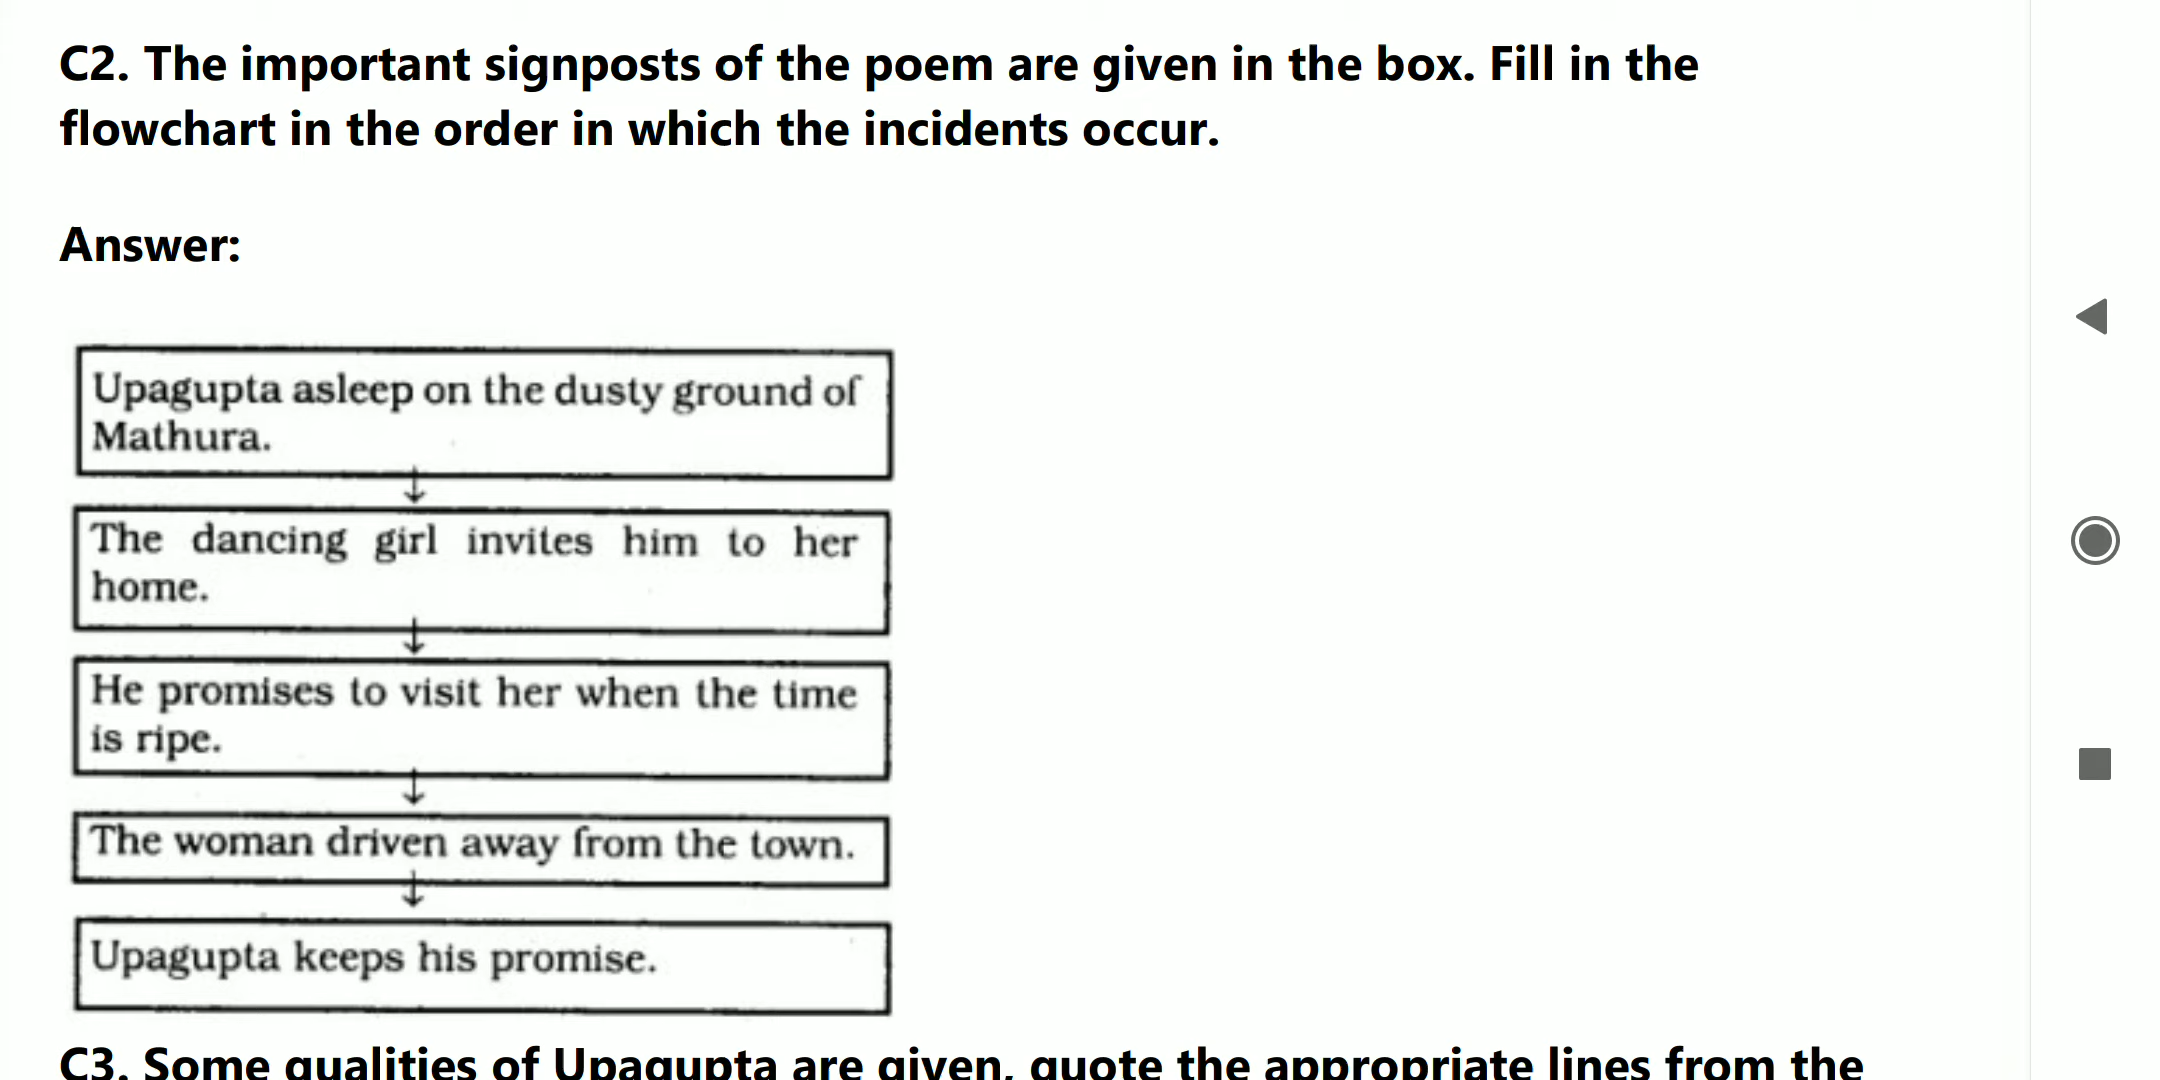 C2. The important signposts of the poem are given in the box. Fill in the
flowchart in the order in which the incidents occur.
Answer:
Upagupta asleep on the dusty ground of
Mathura.
↓
The dancing girl invites him to her
home.
↓
He promises to visit her when the time
is ripe.
↓
The woman driven away from the town.
↓
Upagupta keeps his promise.
C3. Some qualities of Upagupta are given, quote the appropriate lines from the